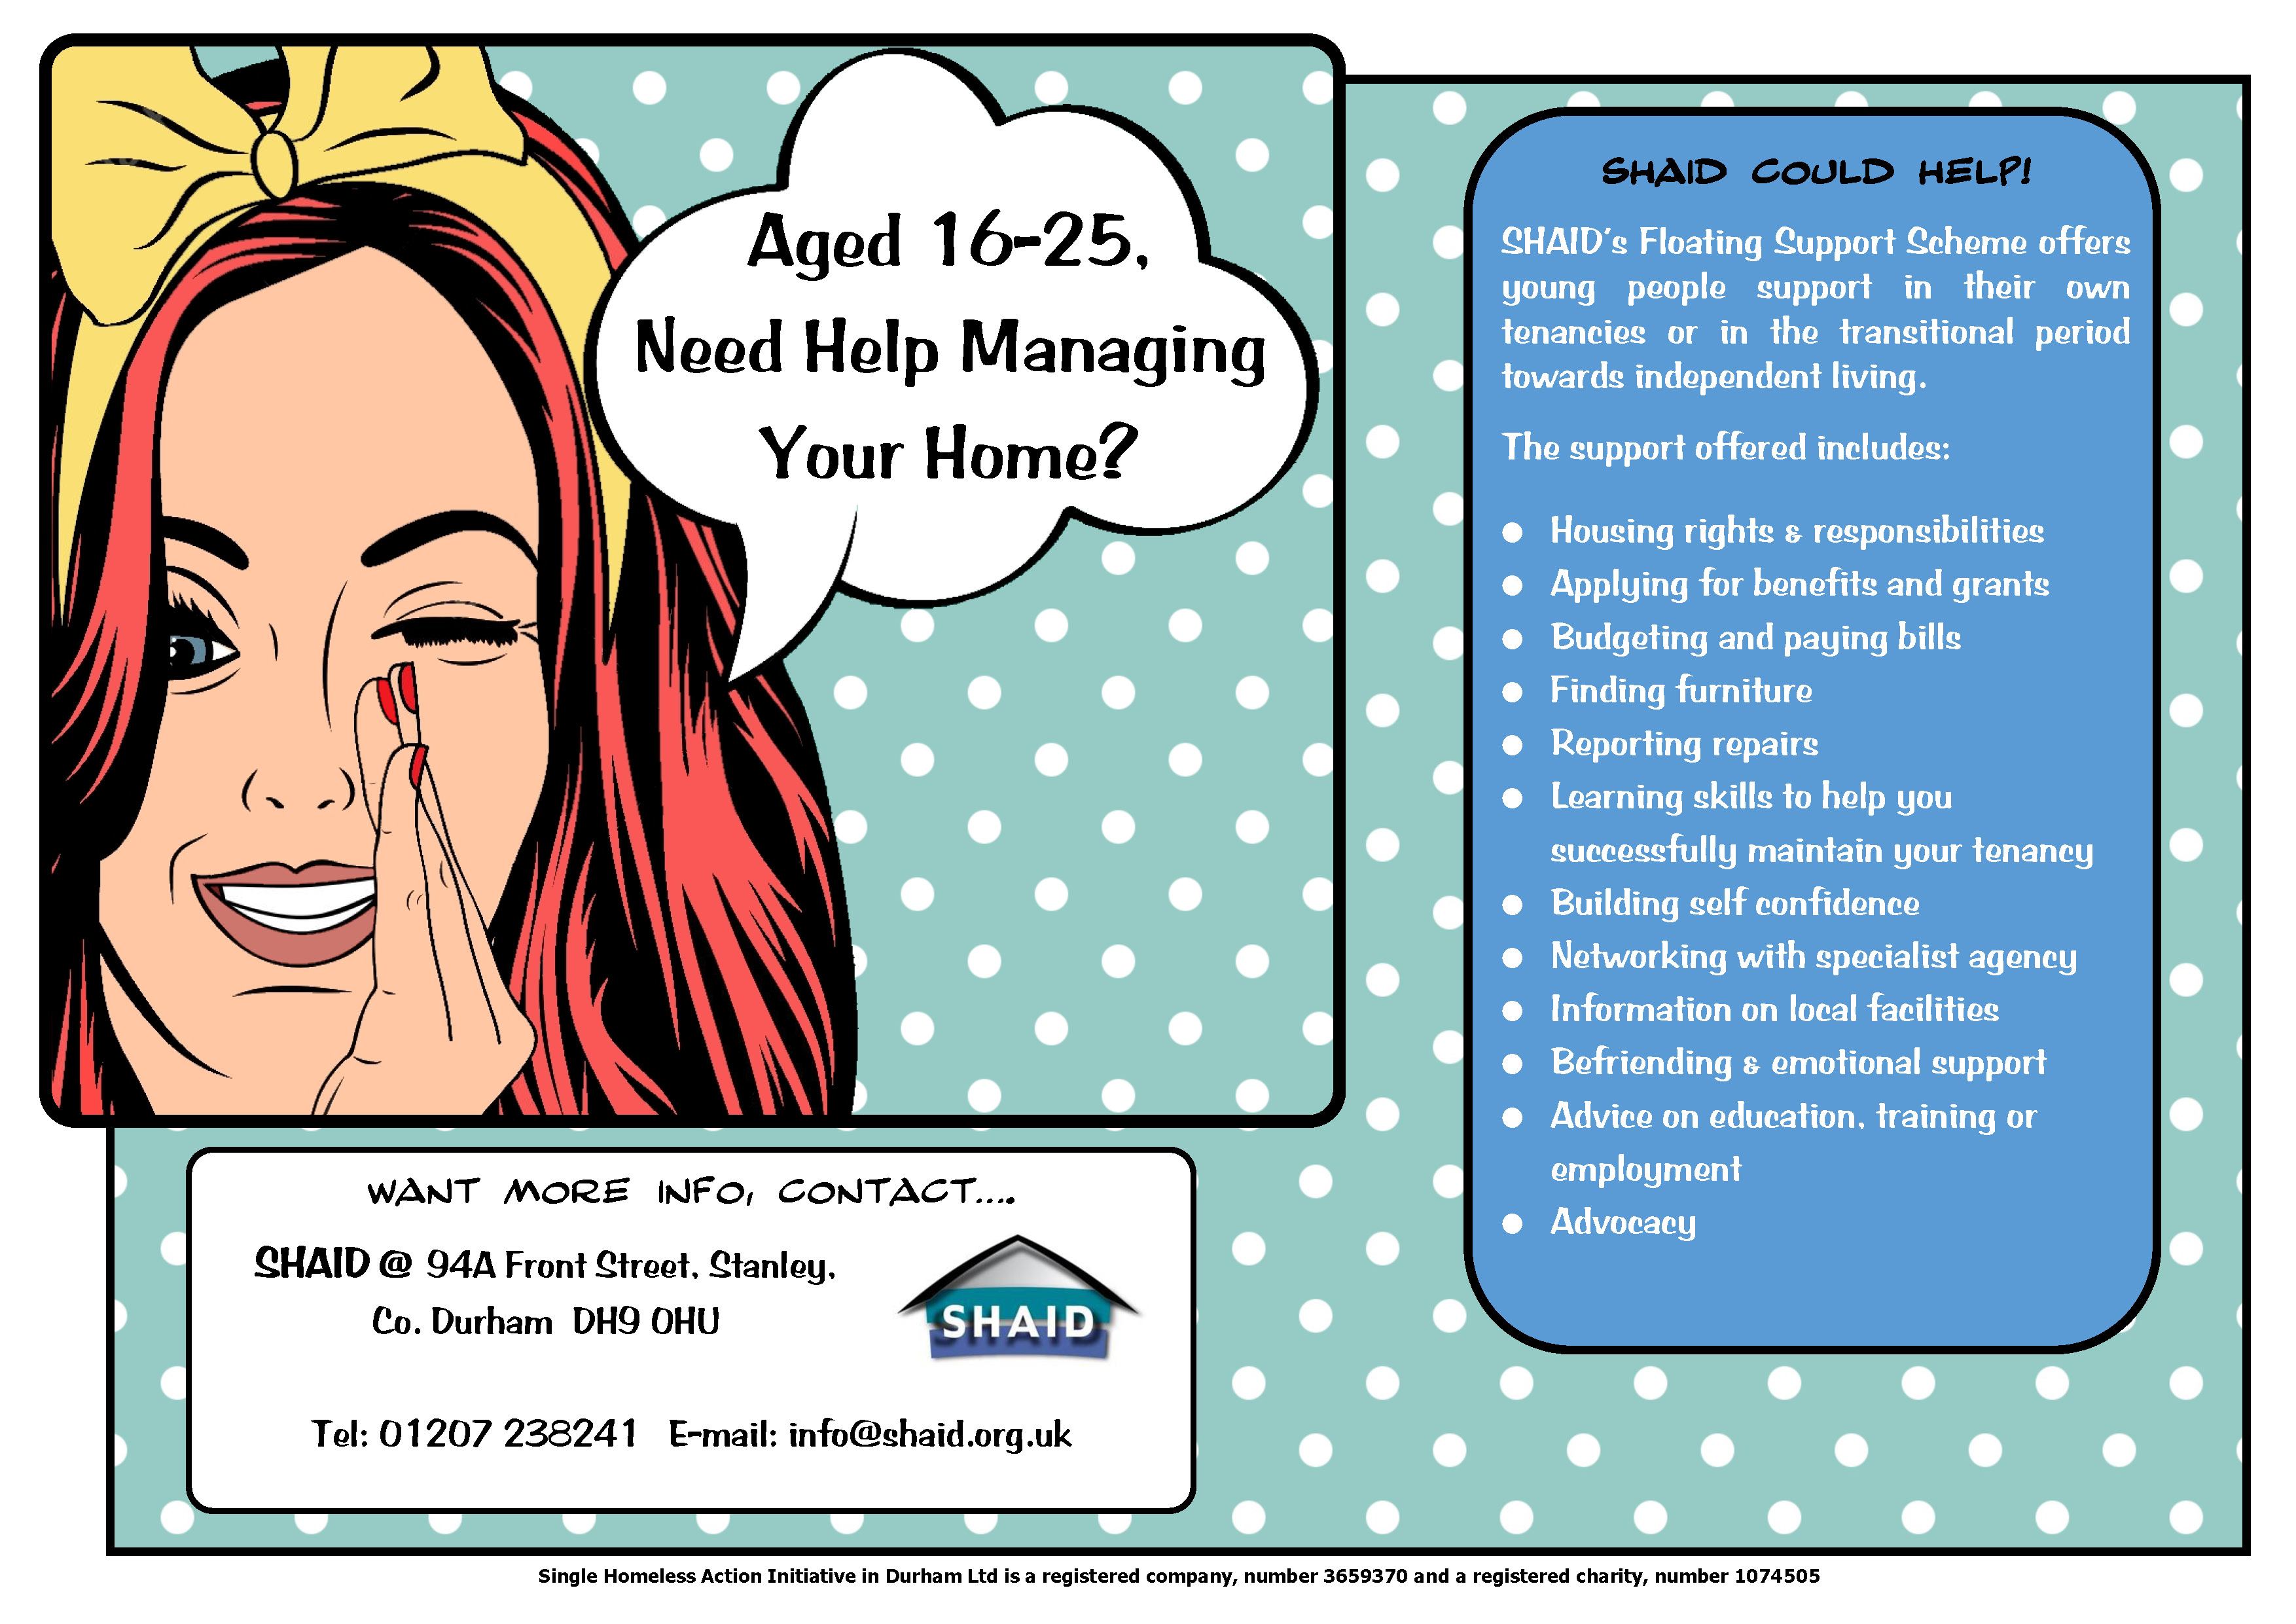 Aged 16-25,
Need Help Managing
Your Home?
SHAID COULD HELP!
SHAID's Floating Support Scheme offers
young people support in their own
tenancies or in the transitional period
towards independent living.
The support offered includes:
● Housing rights & responsibilities
● Applying for benefits and grants
● Budgeting and paying bills
● Finding furniture
● Reporting repairs
● Learning skills to help you
successfully maintain your tenancy
● Building self confidence
● Networking with specialist agency
● Information on local facilities
● Befriending & emotional support
● Advice on education, training or
employment
● Advocacy
WANT MORE INFO, CONTACT....
SHAID @ 94A Front Street, Stanley,
Co. Durham DH9 0HU
SHAID
Tel: 01207 238241 E-mail: info@shaid.org.uk
Single Homeless Action Initiative in Durham Ltd is a registered company, number 3659370 and a registered charity, number 1074505